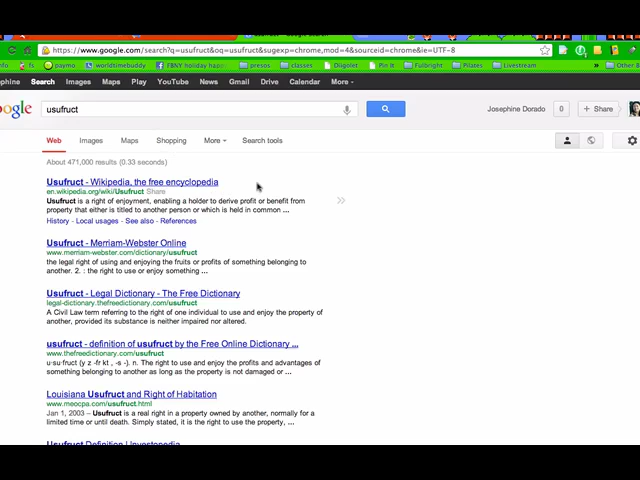 https://www.google.com/search?q=usufruct&oq=usufruct&sugexp=chrome,mod=4&sourceid=chrome&ie=UTF-8
paymo worldtimebuddy FBNY holiday hap presos classes Diigolet Pin It Fulbright Pilates Livestream » Other B
phine Search Images Maps Play YouTube News Gmail Drive Calendar More
ogle usufruct Josephine Dorado 0 + Share
Web Images Maps Shopping More Search tools
About 471,000 results (0.33 seconds)
Usufruct - Wikipedia, the free encyclopedia
en.wikipedia.org/wiki/Usufruct Share
Usufruct is a right of enjoyment, enabling a holder to derive profit or benefit from
property that either is titled to another person or which is held in common ...
History - Local usages - See also - References
Usufruct - Merriam-Webster Online
www.merriam-webster.com/dictionary/usufruct
the legal right of using and enjoying the fruits or profits of something belonging to
another. 2. : the right to use or enjoy something ...
Usufruct - Legal Dictionary - The Free Dictionary
legal-dictionary.thefreedictionary.com/usufruct
A Civil Law term referring to the right of one individual to use and enjoy the property of
another, provided its substance is neither impaired nor altered.
usufruct - definition of usufruct by the Free Online Dictionary ...
www.thefreedictionary.com/usufruct
u·su·fruct (y z -fr kt , -s -). n. The right to use and enjoy the profits and advantages of
something belonging to another as long as the property is not damaged or ...
Louisiana Usufruct and Right of Habitation
www.meocpa.com/usufruct.html
Jan 1, 2003 – Usufruct is a real right in a property owned by another, normally for a
limited time or until death. Simply stated, it is the right to use the property, ...
Usufruct Definition | Investopedia